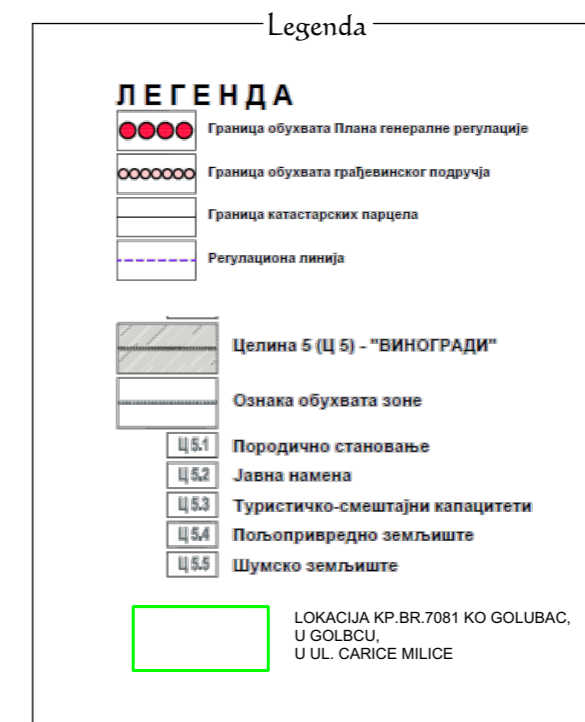 Legenda
ЛЕГЕНДА
Граница обухвата Плана генералне регулације
Граница обухвата грађевинског подручја
Граница катастарских парцела
Регулациона линија
Целина 5 (Ц 5) - "ВИНОГРАДИ"
Ознака обухвата зоне
Ц 5.1 Породично становање
Ц 5.2 Јавна намена
Ц 5.3 Туристичко-смештајни капацитети
Ц 5.4 Пољопривредно земљиште
Ц 5.5 Шумско земљиште
LOKACIJA KP.BR.7081 KO GOLUBAC,
U GOLBCU,
U UL. CARICE MILICE